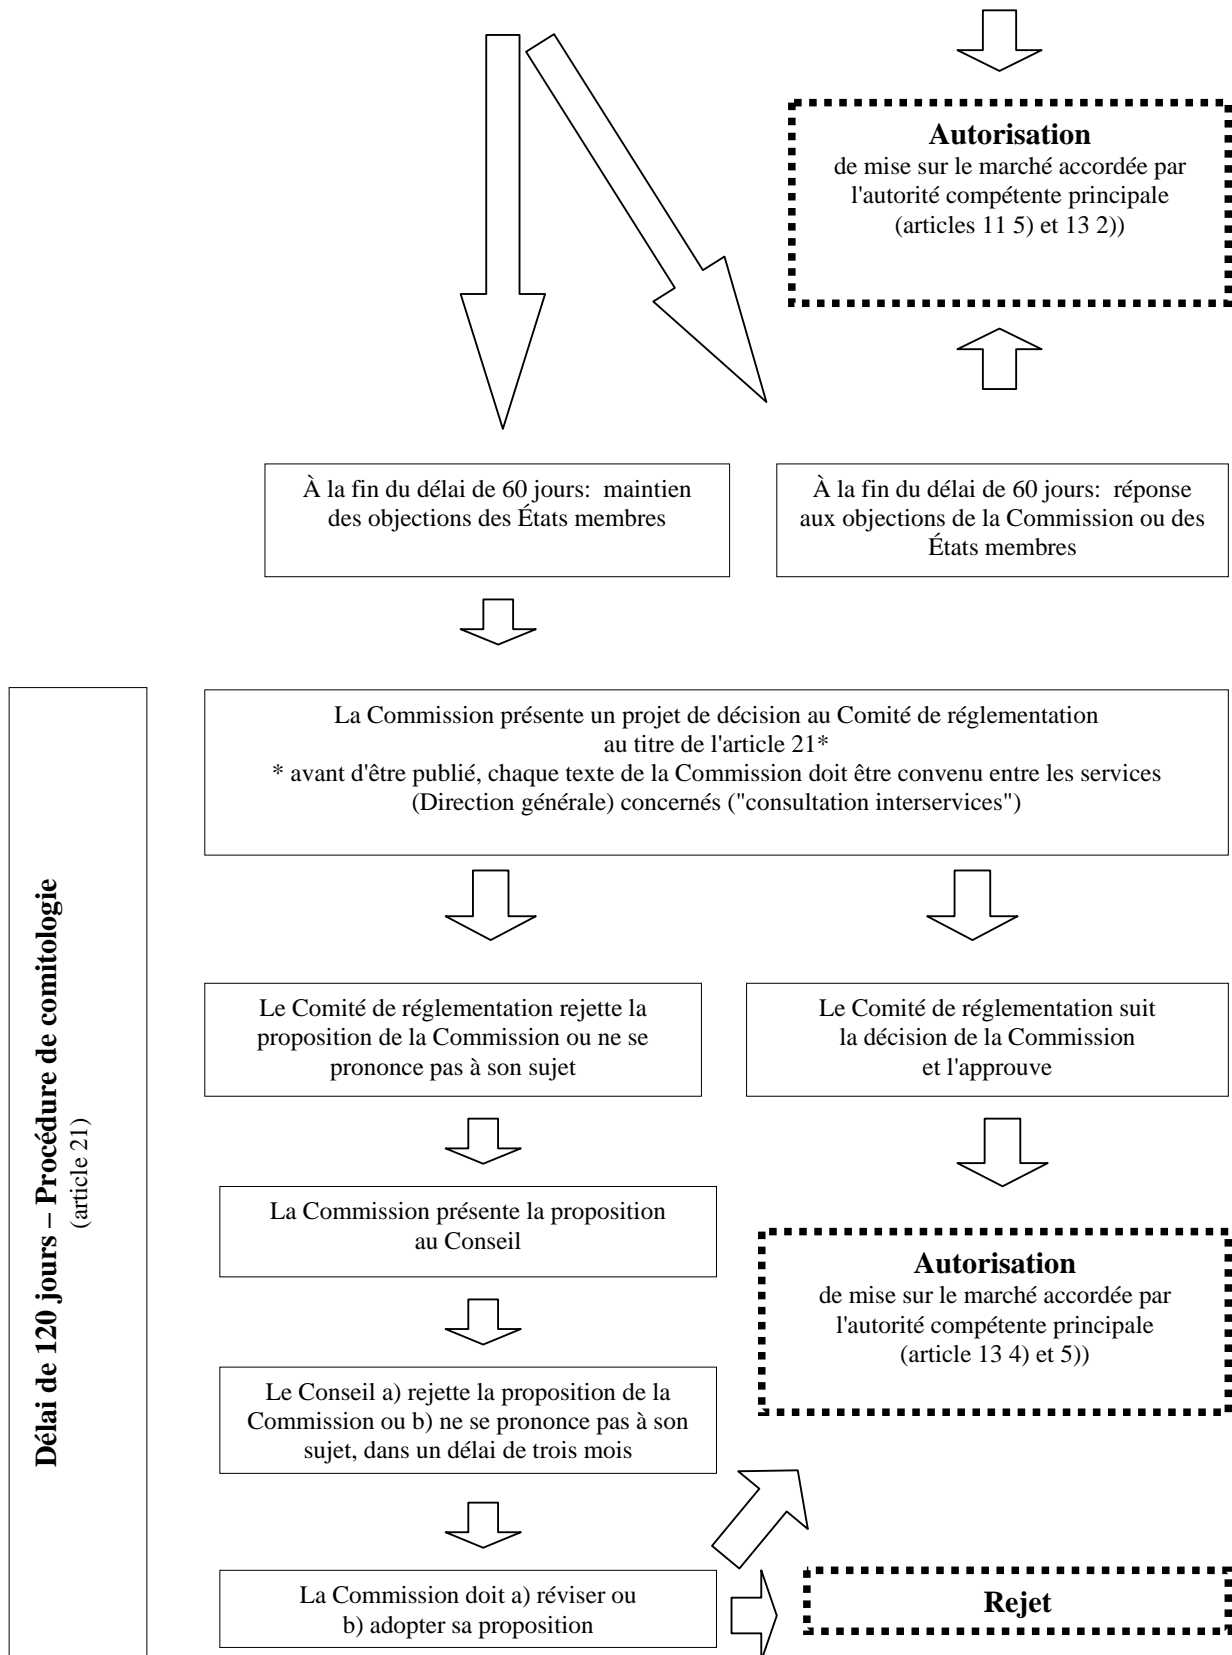 Autorisation
de mise sur le marché accordée par
l'autorité compétente principale
(articles 11 5) et 13 2))
À la fin du délai de 60 jours: maintien
des objections des États membres
À la fin du délai de 60 jours: réponse
aux objections de la Commission ou des
États membres
La Commission présente un projet de décision au Comité de réglementation
au titre de l'article 21*
* avant d'être publié, chaque texte de la Commission doit être convenu entre les services
(Direction générale) concernés ("consultation interservices")
Délai de 120 jours – Procédure de comitologie
(article 21)
Le Comité de réglementation rejette la
proposition de la Commission ou ne se
prononce pas à son sujet
Le Comité de réglementation suit
la décision de la Commission
et l'approuve
La Commission présente la proposition
au Conseil
Autorisation
de mise sur le marché accordée par
l'autorité compétente principale
(article 13 4) et 5))
Le Conseil a) rejette la proposition de la
Commission ou b) ne se prononce pas à son
sujet, dans un délai de trois mois
La Commission doit a) réviser ou
b) adopter sa proposition
Rejet